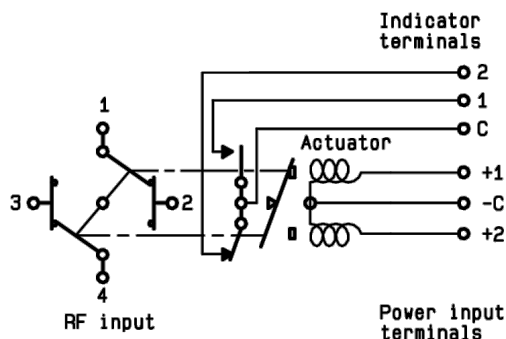 Indicator
terminals
2
1
C
Actuator
+1
-C
+2
1
3
2
4
RF input
Power input
terminals